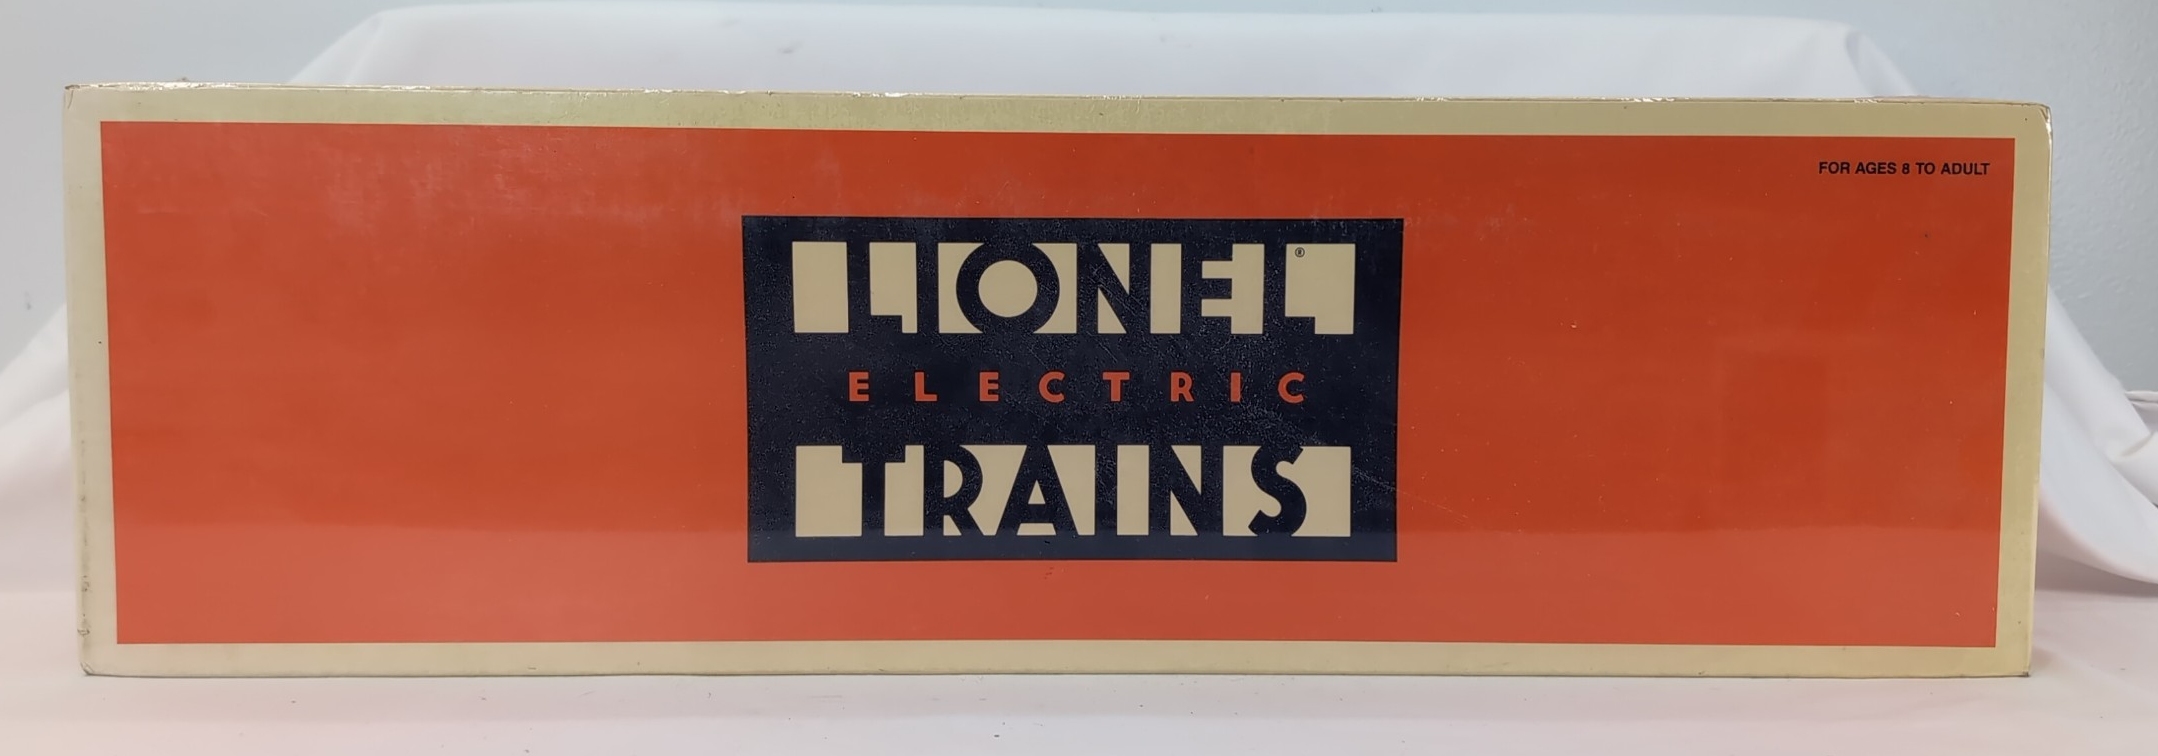 FOR AGES 8 TO ADULT
LIONEL®
ELECTRIC
TRAINS